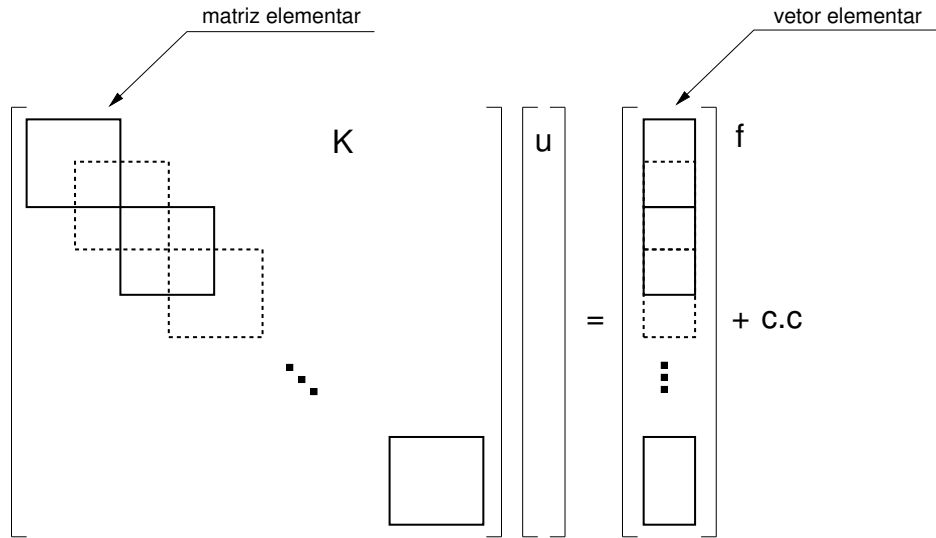 matriz elementar
vetor elementar
K
u
f
=
+ c.c